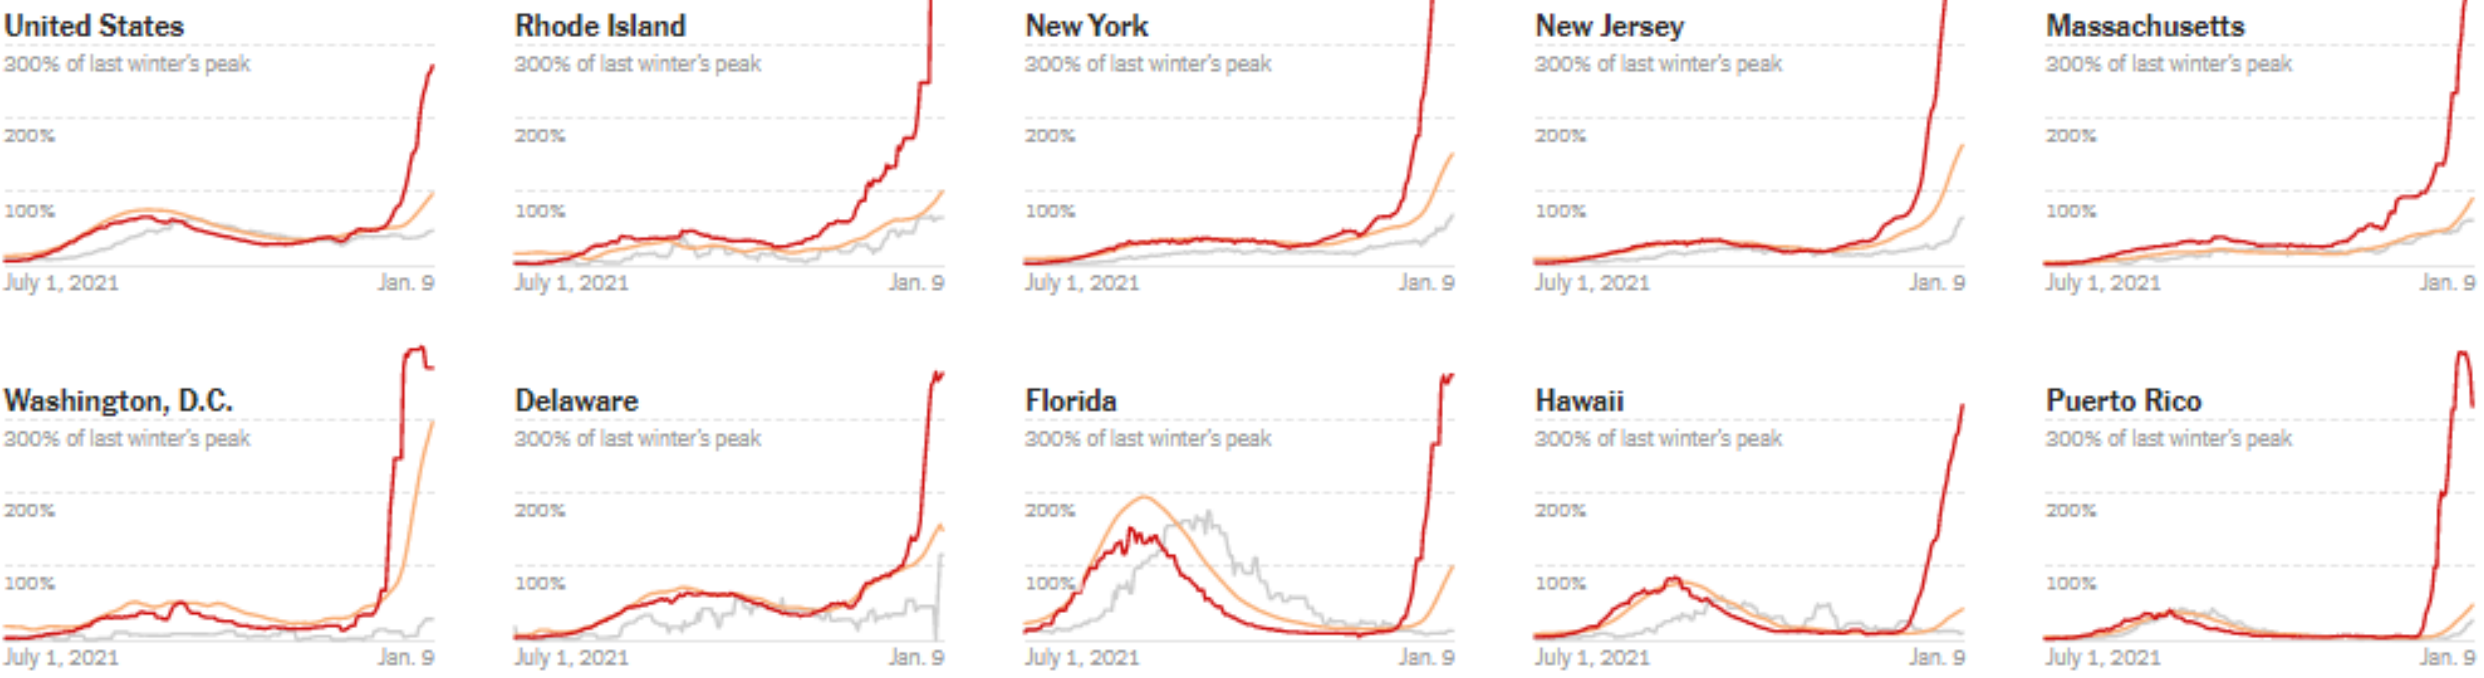 United States
300% of last winter's peak
200%
100%
July 1, 2021 Jan. 9
Rhode Island
300% of last winter's peak
200%
100%
July 1, 2021 Jan. 9
New York
300% of last winter's peak
200%
100%
July 1, 2021 Jan. 9
New Jersey
300% of last winter's peak
200%
100%
July 1, 2021 Jan. 9
Massachusetts
300% of last winter's peak
200%
100%
July 1, 2021 Jan. 9
Washington, D.C.
300% of last winter's peak
200%
100%
July 1, 2021 Jan. 9
Delaware
300% of last winter's peak
200%
100%
July 1, 2021 Jan. 9
Florida
300% of last winter's peak
200%
100%
July 1, 2021 Jan. 9
Hawaii
300% of last winter's peak
200%
100%
July 1, 2021 Jan. 9
Puerto Rico
300% of last winter's peak
200%
100%
July 1, 2021 Jan. 9